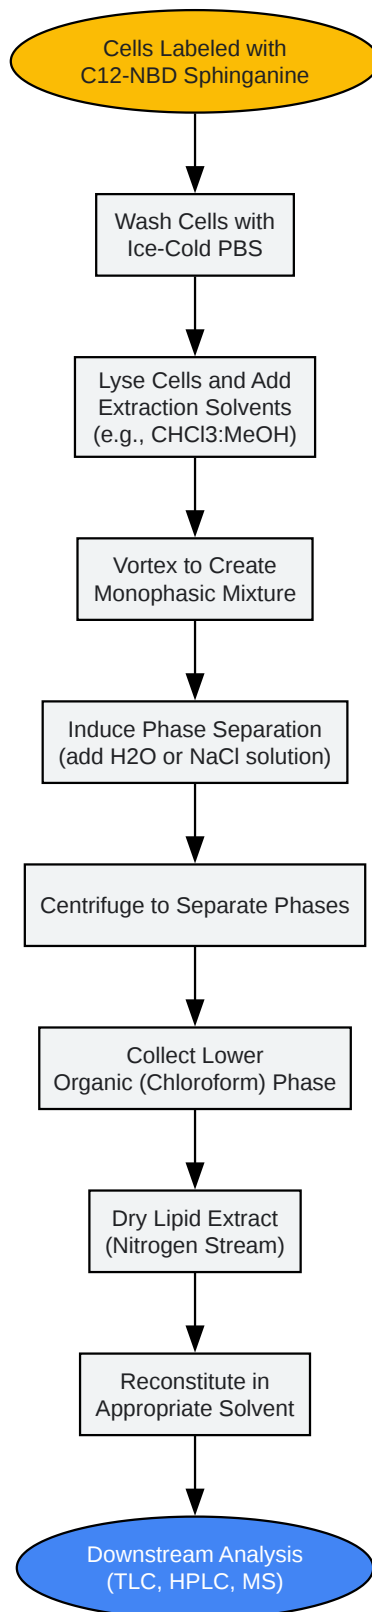 Cells Labeled with
C12-NBD Sphinganine
Wash Cells with
Ice-Cold PBS
Lyse Cells and Add
Extraction Solvents
(e.g., CHCl3:MeOH)
Vortex to Create
Monophasic Mixture
Induce Phase Separation
(add H2O or NaCl solution)
Centrifuge to Separate Phases
Collect Lower
Organic (Chloroform) Phase
Dry Lipid Extract
(Nitrogen Stream)
Reconstitute in
Appropriate Solvent
Downstream Analysis
(TLC, HPLC, MS)